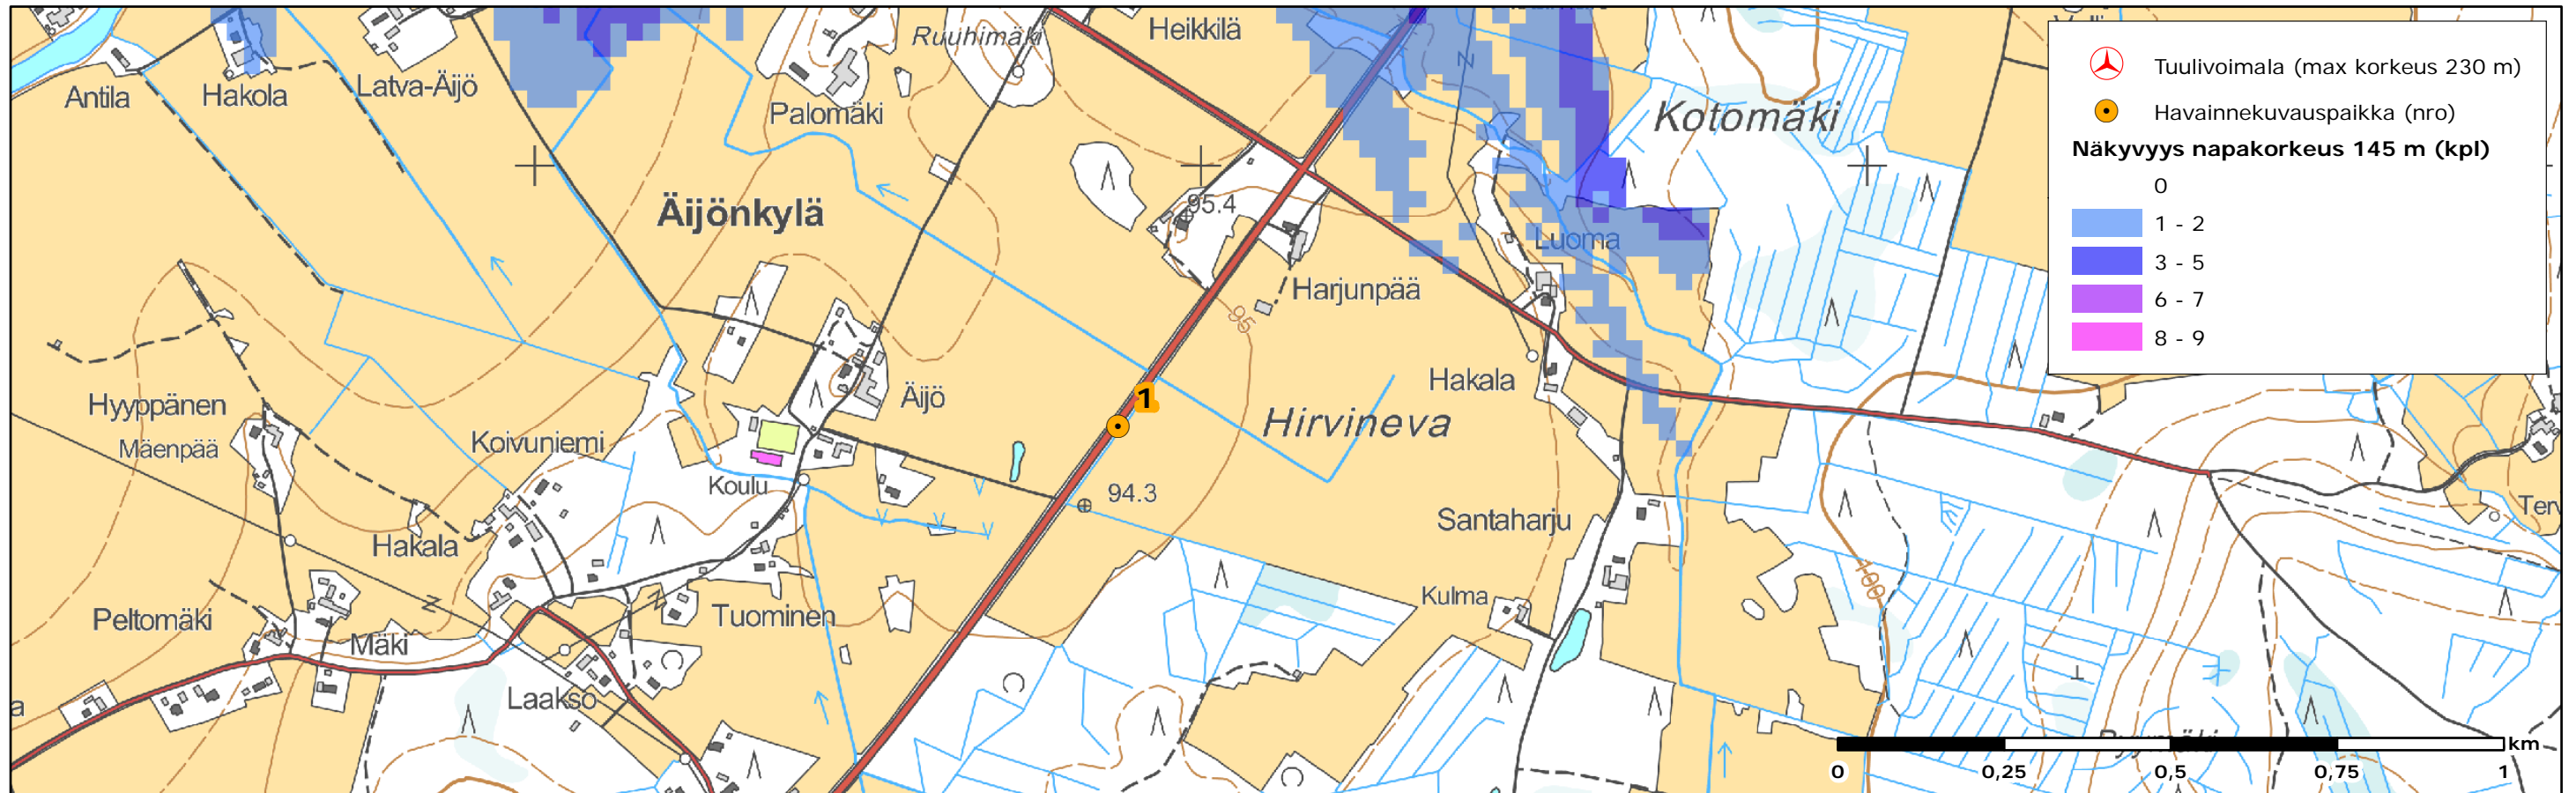 Heikkilä
Ruuhimäki
Antila
Hakola
Latva-Äijö
Palomäki
Kotomäki
Äijönkylä
95.4
Luoma
Harjunpää
95
Hyyppänen
Mäenpää
Koivuniemi
Äijö
1
Hakala
Hirvineva
Koulu
94.3
Santaharju
Hakala
Kulma
100
Peltomäki
Mäki
Tuominen
Laakso
a
Tuulivoimala (max korkeus 230 m)
Havainnekuvauspaikka (nro)
Näkyvyys napakorkeus 145 m (kpl)
0
1 - 2
3 - 5
6 - 7
8 - 9
Terv
km
0 0,25 0,5 0,75 1